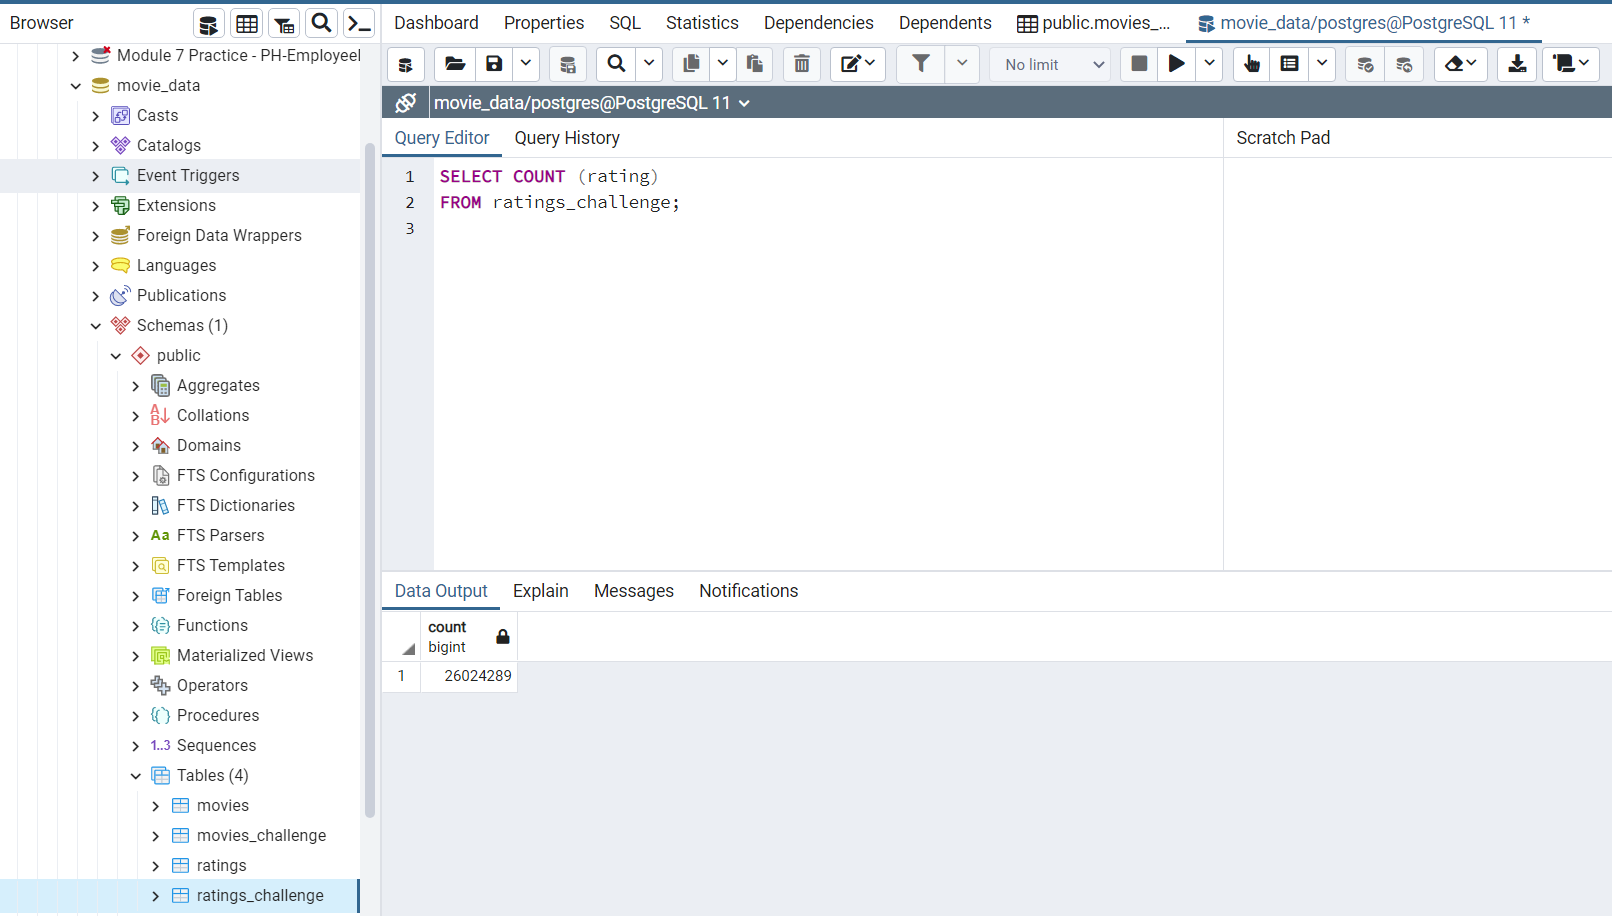 Browser
Module 7 Practice - PH-Employee
movie_data
Casts
Catalogs
Event Triggers
Extensions
Foreign Data Wrappers
Languages
Publications
Schemas (1)
public
Aggregates
Collations
Domains
FTS Configurations
FTS Dictionaries
Aa FTS Parsers
FTS Templates
Foreign Tables
Functions
Materialized Views
Operators
Procedures
1..3 Sequences
Tables (4)
movies
movies_challenge
ratings
ratings_challenge
Dashboard Properties SQL Statistics Dependencies Dependents public.movies_... movie_data/postgres@PostgreSQL 11 *
No limit
movie_data/postgres@PostgreSQL 11
Query Editor Query History
Scratch Pad
1 SELECT COUNT (rating)
2 FROM ratings_challenge;
3
Data Output Explain Messages Notifications
count
bigint
1 26024289